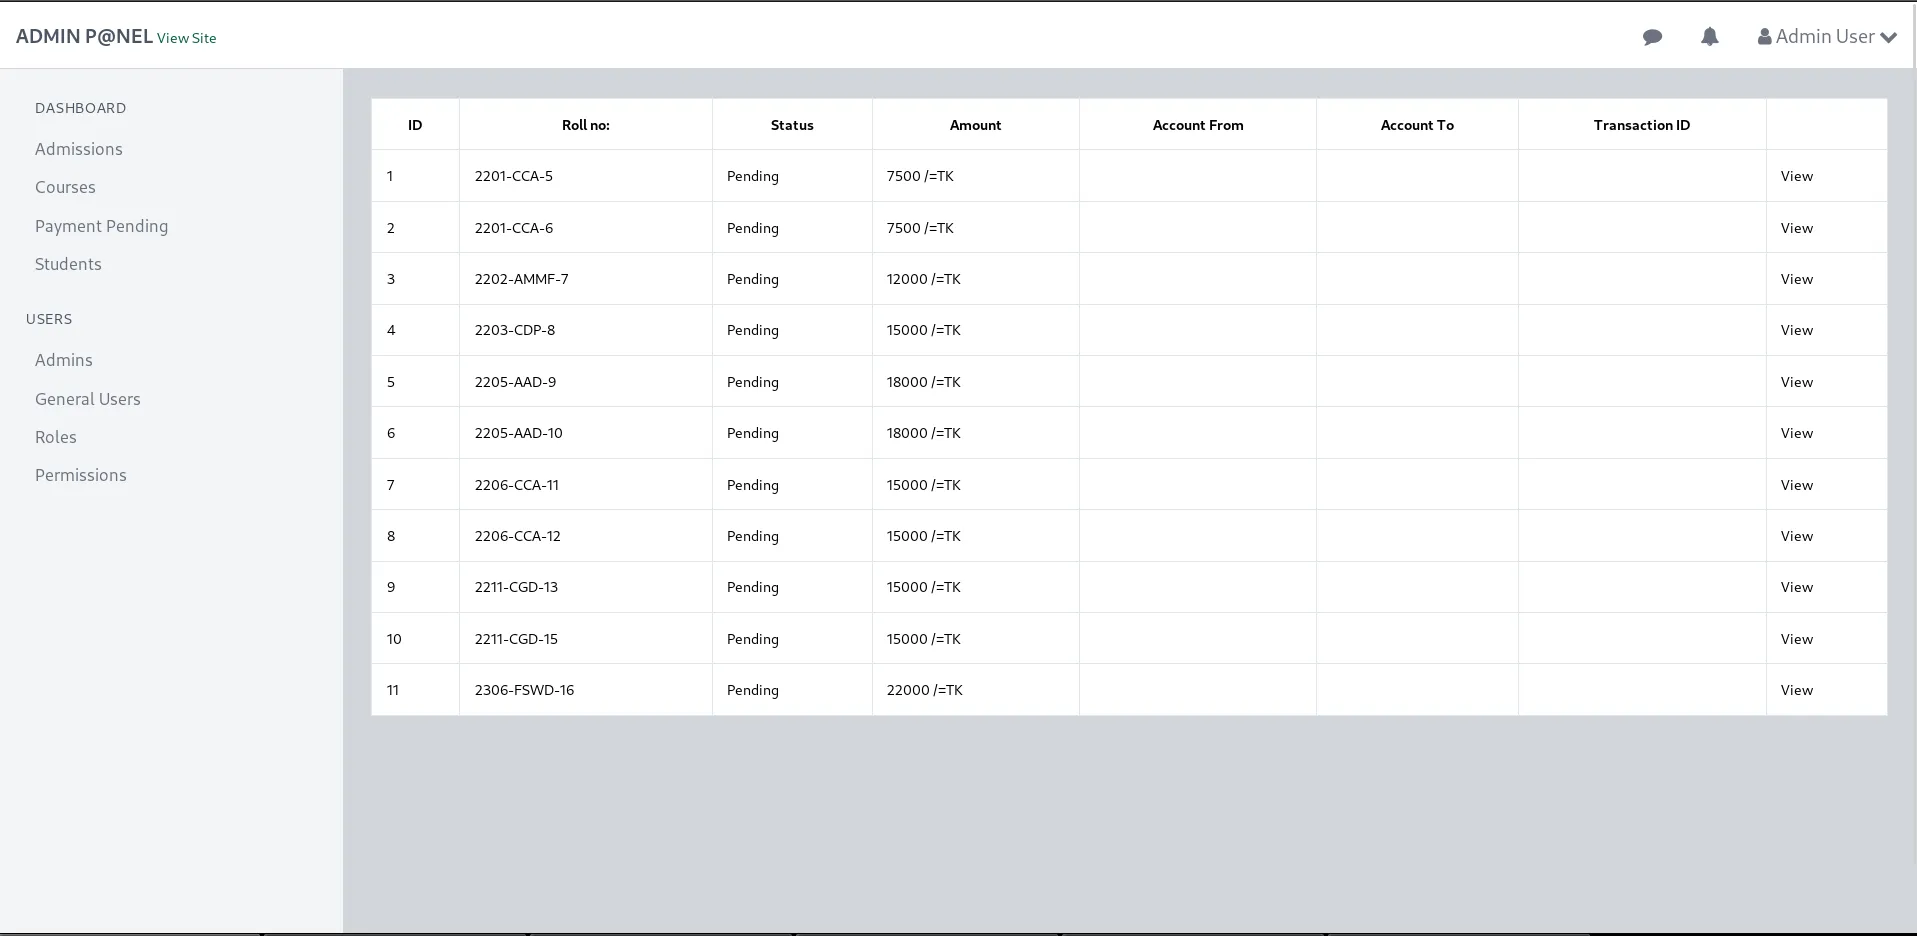 ADMIN P@NEL View Site
Admin User
DASHBOARD
Admissions
Courses
Payment Pending
Students
USERS
Admins
General Users
Roles
Permissions
ID Roll no: Status Amount Account From Account To Transaction ID
1 2201-CCA-5 Pending 7500 /=TK View
2 2201-CCA-6 Pending 7500 /=TK View
3 2202-AMMF-7 Pending 12000 /=TK View
4 2203-CDP-8 Pending 15000 /=TK View
5 2205-AAD-9 Pending 18000 /=TK View
6 2205-AAD-10 Pending 18000 /=TK View
7 2206-CCA-11 Pending 15000 /=TK View
8 2206-CCA-12 Pending 15000 /=TK View
9 2211-CGD-13 Pending 15000 /=TK View
10 2211-CGD-15 Pending 15000 /=TK View
11 2306-FSWD-16 Pending 22000 /=TK View